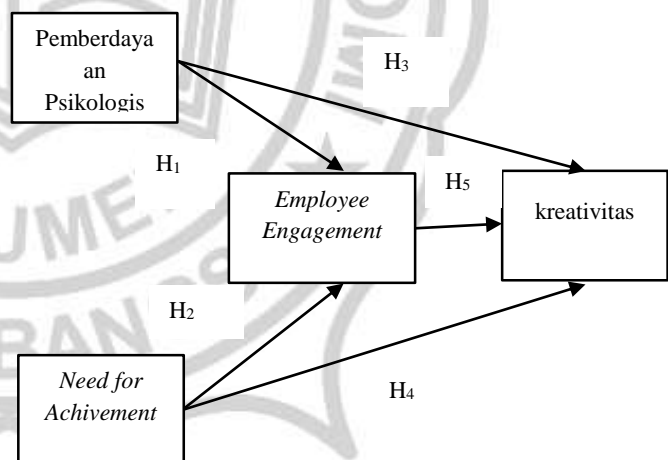 Pemberdaya
an
Psikologis
H3
H1
Employee
Engagement
H5
kreativitas
H2
Need for
Achivement
H4